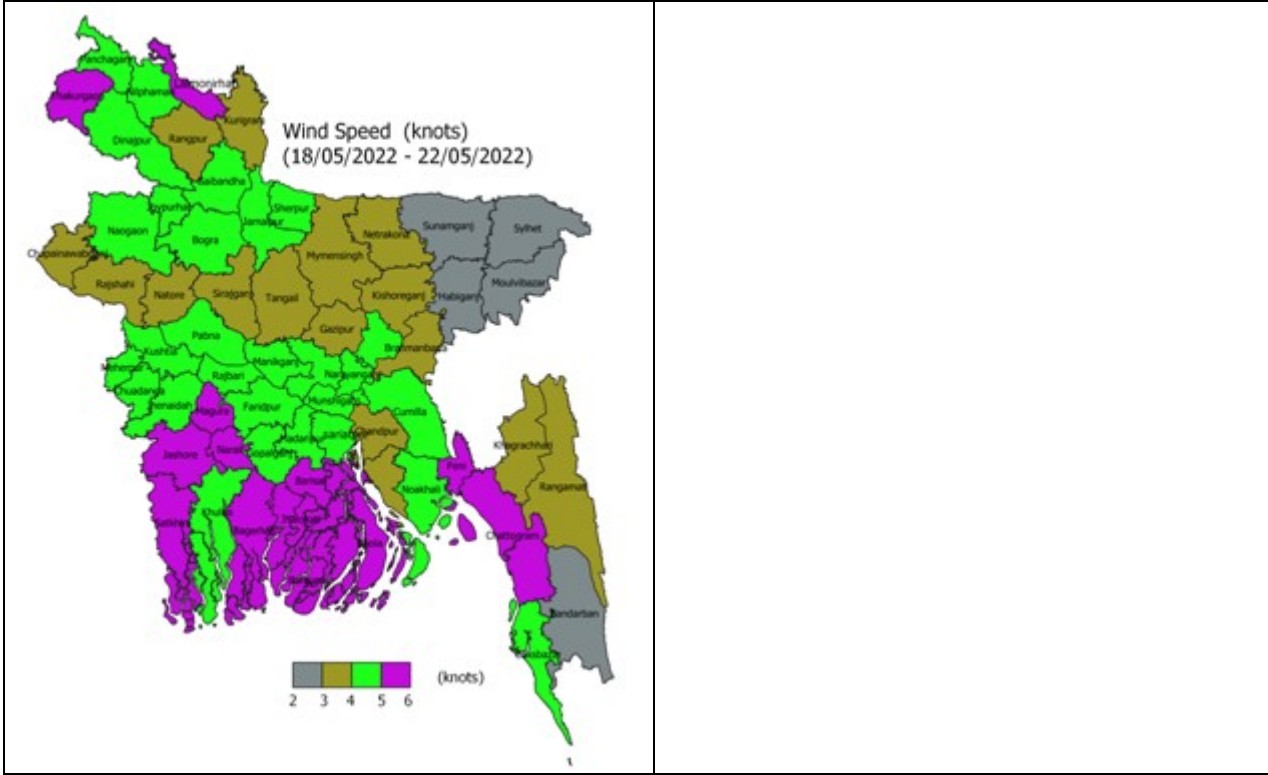 Panchagarh
Lalmonirhat
Thakurgaon
Nilphamari
Kurigram
Wind Speed (knots)
(18/05/2022 - 22/05/2022)
Dinajpur
Rangpur
Gaibandha
Joypurhat
Sherpur
Jamalpur
Sunamganj
Sylhet
Naogaon
Bogra
Netrakona
Mymensingh
Chapainawabganj
Rajshahi
Natore
Sirajganj
Tangail
Kishoreganj
Habiganj
Moulvibazar
Gazipur
Pabna
Brahmanbaria
Kushtia
Manikganj
Meherpur
Rajbari
Narayanganj
Chuadanga
Jhenaidah
Magura
Faridpur
Munshiganj
Cumilla
Madaripur
Shariatpur
Chandpur
Khagrachhari
Jashore
Narail
Gopalganj
Feni
Barisal
Noakhali
Rangamati
Satkhira
Khulna
Bagerhat
Bhola
Chattogram
Bandarban
Coxsbazar
(knots)
2 3 4 5 6